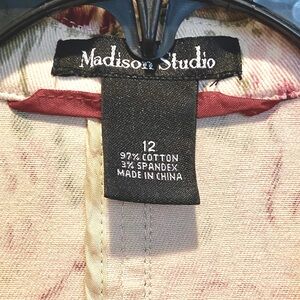 Madison Studio
12
97% COTTON
3% SPANDEX
MADE IN CHINA